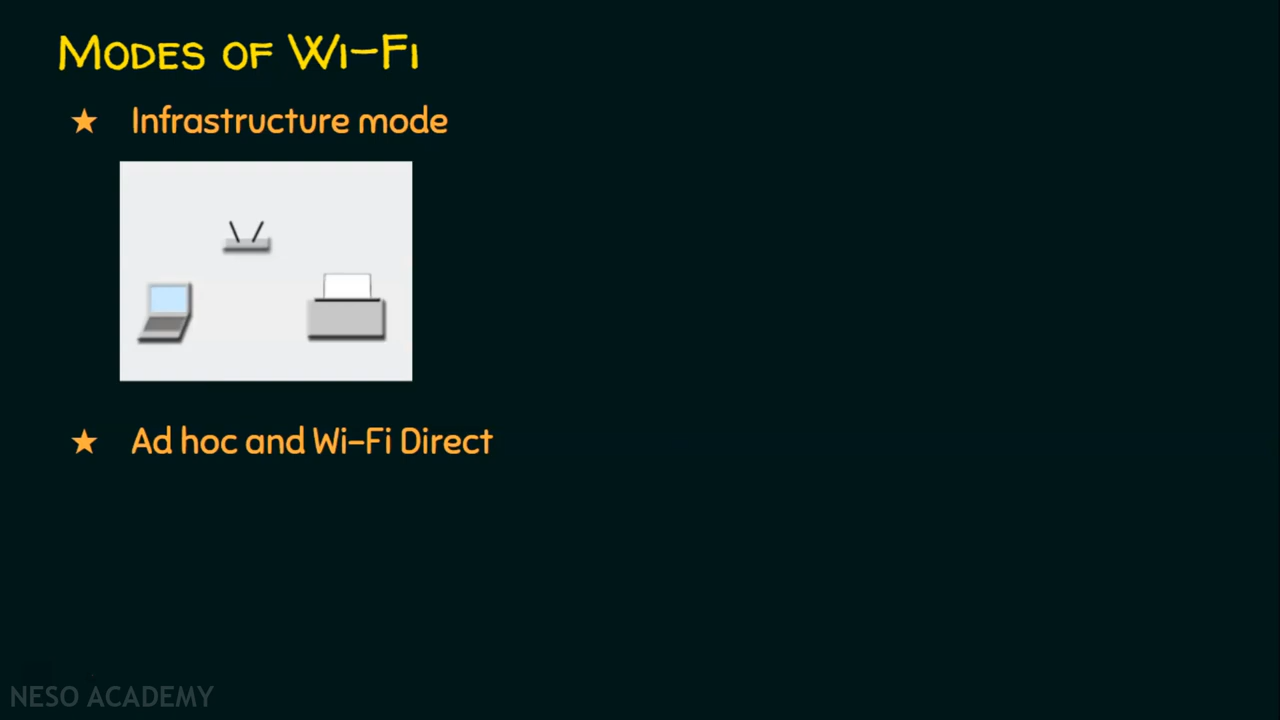 Modes of Wi-Fi
★ Infrastructure mode
★ Ad hoc and Wi-Fi Direct
NESO ACADEMY